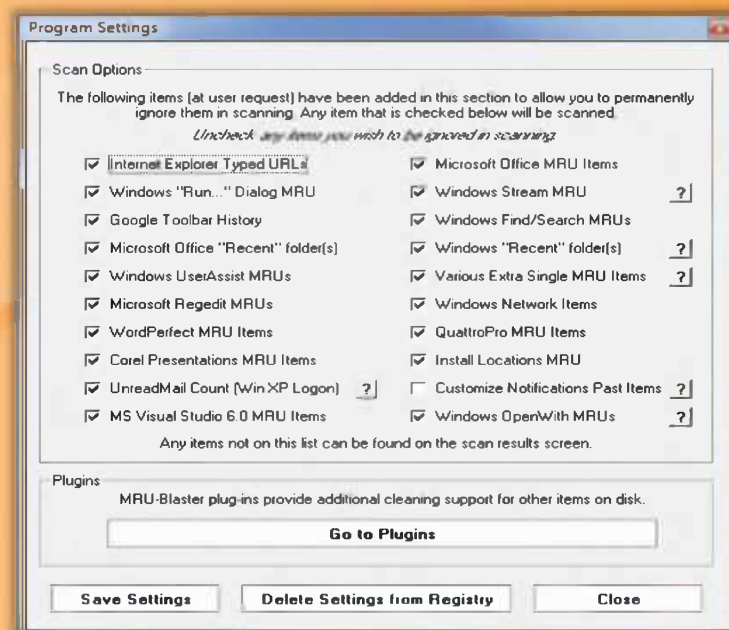 Program Settings
Scan Options
The following items (at user request) have been added in this section to allow you to permanently
ignore them in scanning. Any item that is checked below will be scanned.
Uncheck any items you wish to be ignored in scanning.
Internet Explorer Typed URLs
Windows "Run..." Dialog MRU
Google Toolbar History
Microsoft Office "Recent" folder(s)
Windows UserAssist MRUs
Microsoft Regedit MRUs
WordPerfect MRU Items
Corel Presentations MRU Items
UnreadMail Count (Win XP Logon) ?
MS Visual Studio 6.0 MRU Items
Microsoft Office MRU Items
Windows Stream MRU ?
Windows Find/Search MRUs
Windows "Recent" folder(s) ?
Various Extra Single MRU Items ?
Windows Network Items
QuattroPro MRU Items
Install Locations MRU
Customize Notifications Past Items ?
Windows OpenWith MRUs ?
Any items not on this list can be found on the scan results screen.
Plugins
MRU-Blaster plug-ins provide additional cleaning support for other items on disk.
Go to Plugins
Save Settings
Delete Settings from Registry
Close